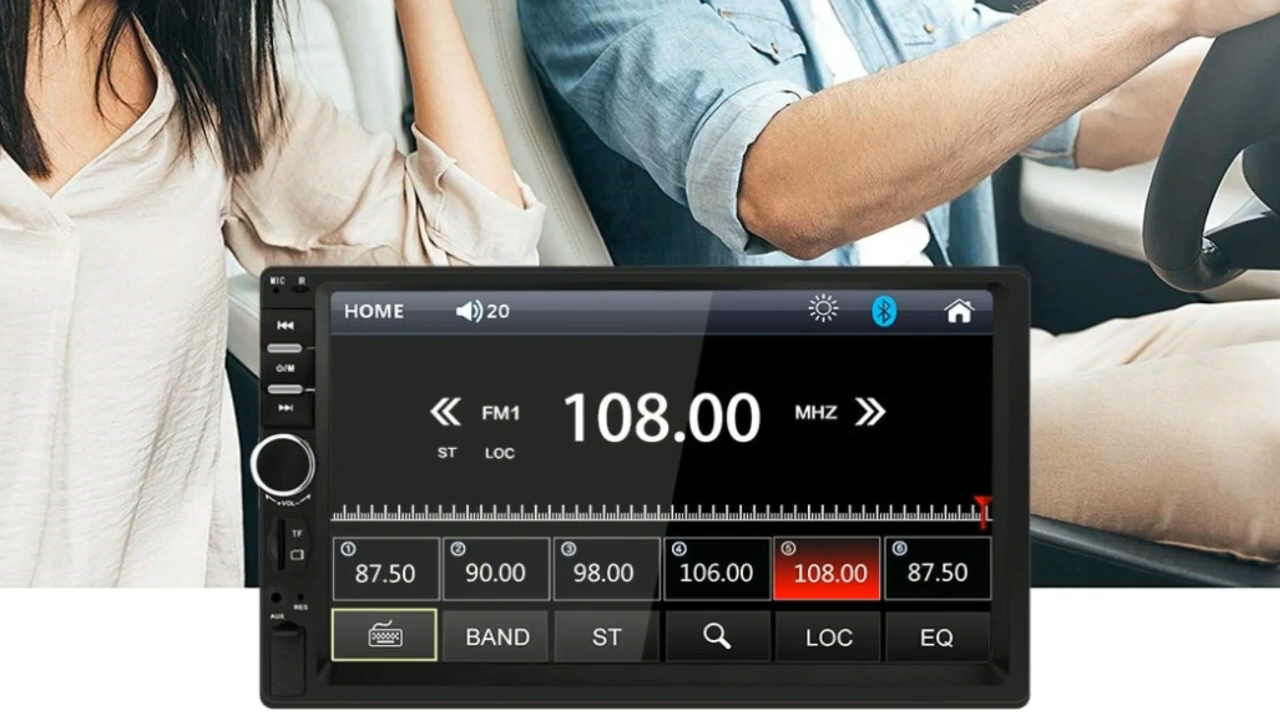 MIC R
HOME 20
⏻/M
FM1 108.00 MHZ
ST LOC
+VOL-
TF
① 87.50 ② 90.00 ③ 98.00 ④ 106.00 ⑤ 108.00 ⑥ 87.50
RES
AUX
BAND ST LOC EQ